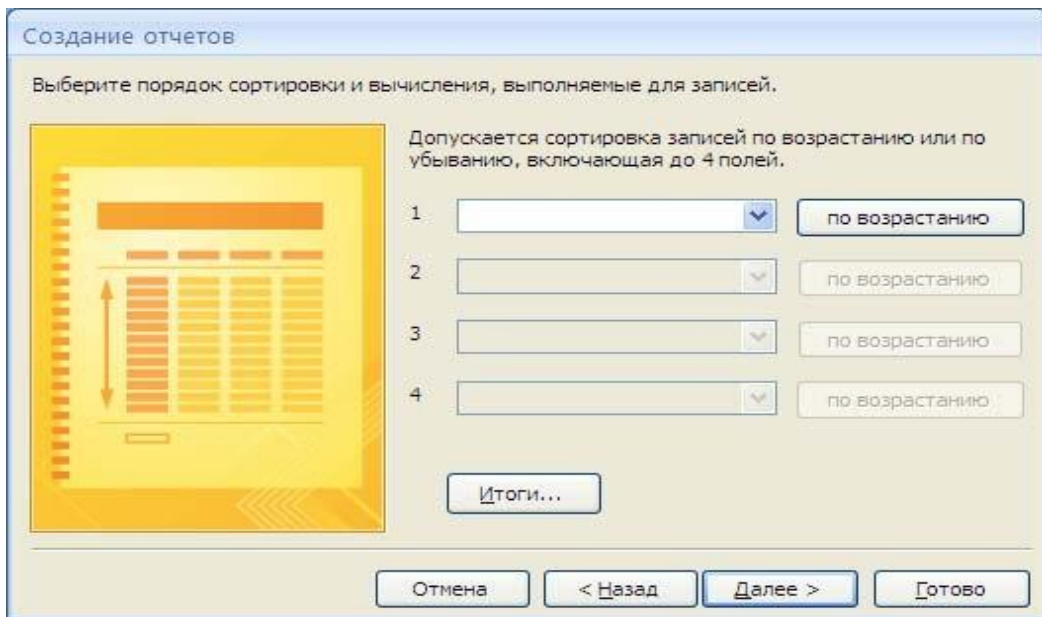 Создание отчетов
Выберите порядок сортировки и вычисления, выполняемые для записей.
Допускается сортировка записей по возрастанию или по
убыванию, включающая до 4 полей.
1 по возрастанию
2 по возрастанию
3 по возрастанию
4 по возрастанию
Итоги...
Отмена < Назад Далее > Готово